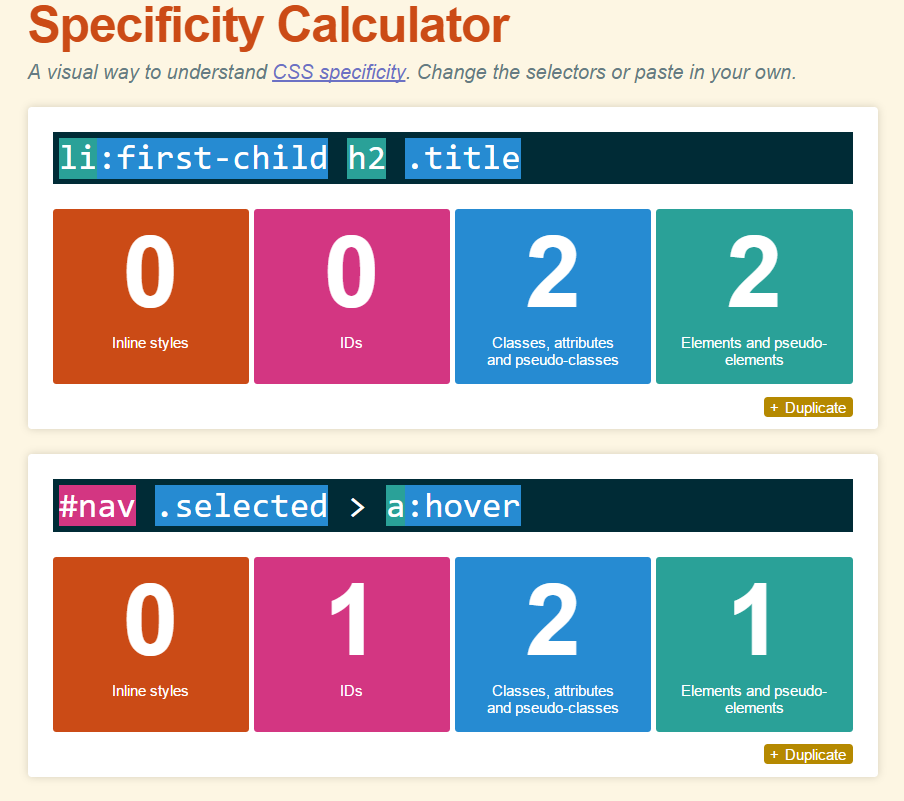 Specificity Calculator
A visual way to understand CSS specificity. Change the selectors or paste in your own.
li:first-child h2 .title
0 0 2 2
Inline styles IDs Classes, attributes Elements and pseudo-
and pseudo-classes elements
+ Duplicate
#nav .selected > a:hover
0 1 2 1
Inline styles IDs Classes, attributes Elements and pseudo-
and pseudo-classes elements
+ Duplicate